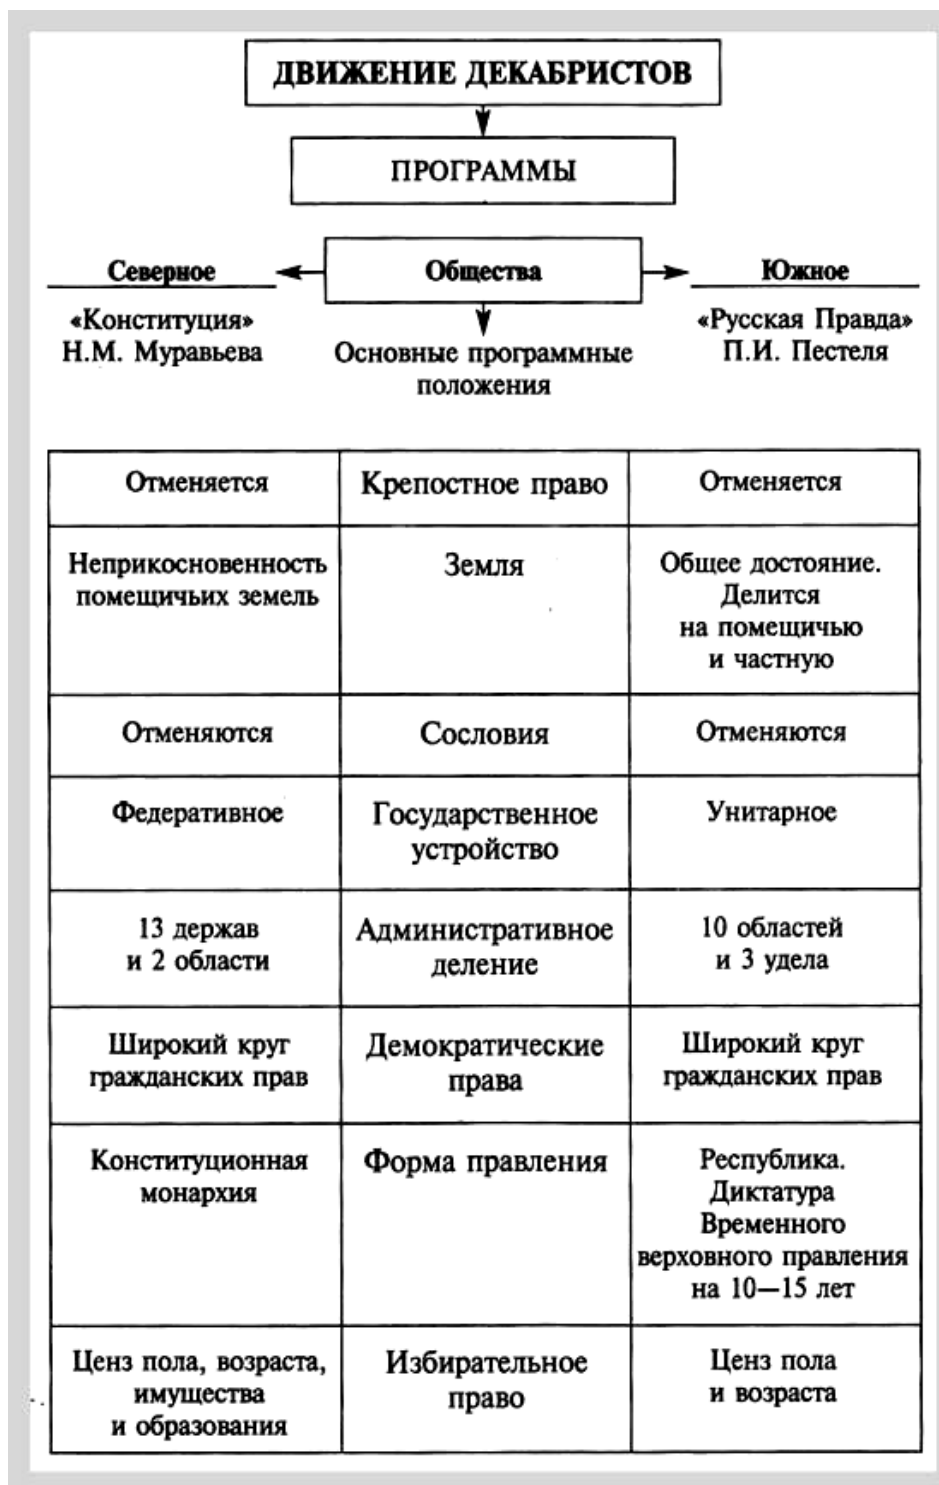 ДВИЖЕНИЕ ДЕКАБРИСТОВ
ПРОГРАММЫ
Северное
Общества
Южное
«Конституция»
Н.М. Муравьева
Основные программные
положения
«Русская Правда»
П.И. Пестеля
Отменяется
Крепостное право
Отменяется
Неприкосновенность
помещичьих земель
Земля
Общее достояние.
Делится
на помещичью
и частную
Отменяются
Сословия
Отменяются
Федеративное
Государственное
устройство
Унитарное
13 держав
и 2 области
Административное
деление
10 областей
и 3 удела
Широкий круг
гражданских прав
Демократические
права
Широкий круг
гражданских прав
Конституционная
монархия
Форма правления
Республика.
Диктатура
Временного
верховного правления
на 10—15 лет
Ценз пола, возраста,
имущества
и образования
Избирательное
право
Ценз пола
и возраста